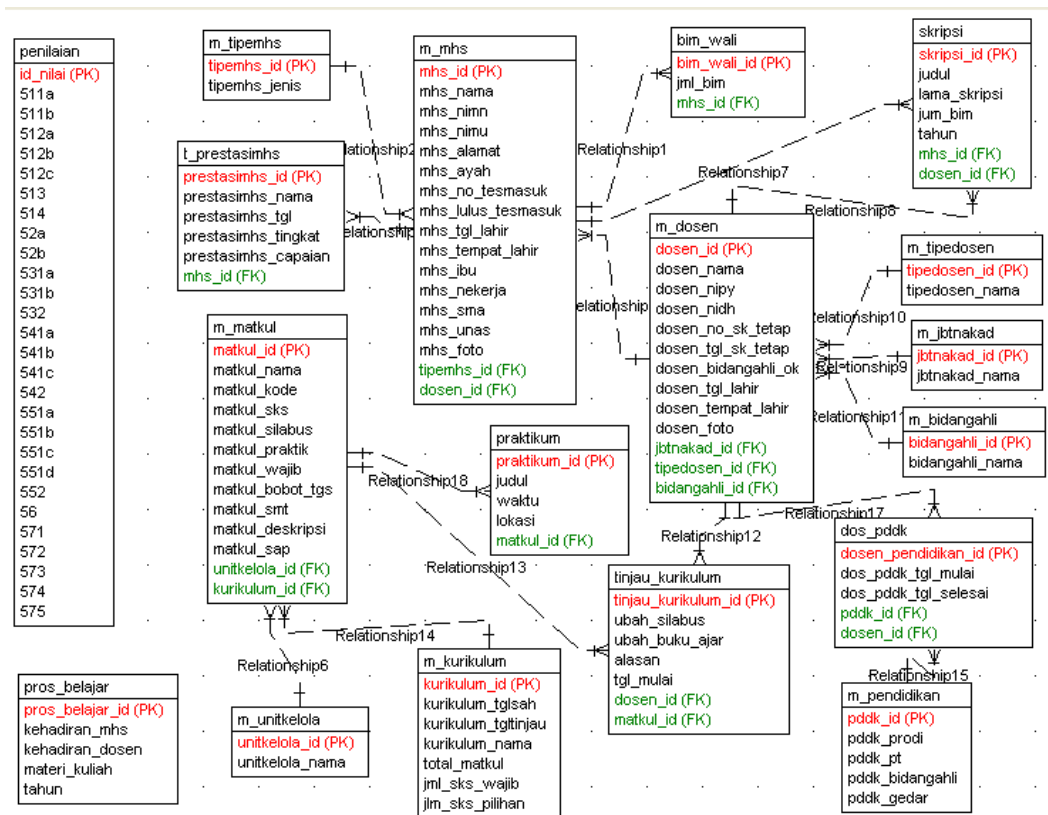 penilaian
id_nilai (PK)
511a
511b
512a
512b
512c
513
514
52a
52b
531a
531b
532
541a
541b
541c
542
551a
551b
551c
551d
552
56
571
572
573
574
575
m_tipemhs
tipemhs_id (PK)
tipemhs_jenis
t_prestasimhs
prestasimhs_id (PK)
prestasimhs_nama
prestasimhs_tgl
prestasimhs_tingkat
prestasimhs_capaian
mhs_id (FK)
m_mhs
mhs_id (PK)
mhs_nama
mhs_nimn
mhs_nimu
mhs_alamat
mhs_ayah
mhs_no_tesmasuk
mhs_lulus_tesmasuk
mhs_tgl_lahir
mhs_tempat_lahir
mhs_ibu
mhs_nekerja
mhs_sma
mhs_unas
mhs_foto
tipemhs_id (FK)
dosen_id (FK)
bim_wali
bim_wali_id (PK)
jml_bim
mhs_id (FK)
skripsi
skripsi_id (PK)
judul
lama_skripsi
jum_bim
tahun
mhs_id (FK)
dosen_id (FK)
Relationship1
Relationship7
Relationship8
m_dosen
dosen_id (PK)
dosen_nama
dosen_nipy
dosen_nidh
dosen_no_sk_tetap
dosen_tgl_sk_tetap
dosen_bidangahli_ok
dosen_tgl_lahir
dosen_tempat_lahir
dosen_foto
jbtnakad_id (FK)
tipedosen_id (FK)
bidangahli_id (FK)
m_tipedosen
tipedosen_id (PK)
tipedosen_nama
Relationship10
m_jbtnakad
jbtnakad_id (PK)
jbtnakad_nama
Relationship9
m_bidangahli
bidangahli_id (PK)
bidangahli_nama
m_matkul
matkul_id (PK)
matkul_nama
matkul_kode
matkul_sks
matkul_silabus
matkul_praktik
matkul_wajib
matkul_bobot_tgs
matkul_smt
matkul_deskripsi
matkul_sap
unitkelola_id (FK)
kurikulum_id (FK)
praktikum
praktikum_id (PK)
judul
waktu
lokasi
matkul_id (FK)
Relationship18
Relationship13
Relationship12
Relationship17
dos_pddk
dosen_pendidikan_id (PK)
dos_pddk_tgl_mulai
dos_pddk_tgl_selesai
pddk_id (FK)
dosen_id (FK)
tinjau_kurikulum
tinjau_kurikulum_id (PK)
ubah_silabus
ubah_buku_ajar
alasan
tgl_mulai
dosen_id (FK)
matkul_id (FK)
Relationship14
Relationship6
Relationship15
pros_belajar
pros_belajar_id (PK)
kehadiran_mhs
kehadiran_dosen
materi_kuliah
tahun
m_unitkelola
unitkelola_id (PK)
unitkelola_nama
m_kurikulum
kurikulum_id (PK)
kurikulum_tglsah
kurikulum_tgltinjau
kurikulum_nama
total_matkul
jml_sks_wajib
jlm_sks_pilihan
m_pendidikan
pddk_id (PK)
pddk_prodi
pddk_pt
pddk_bidangahli
pddk_gedar